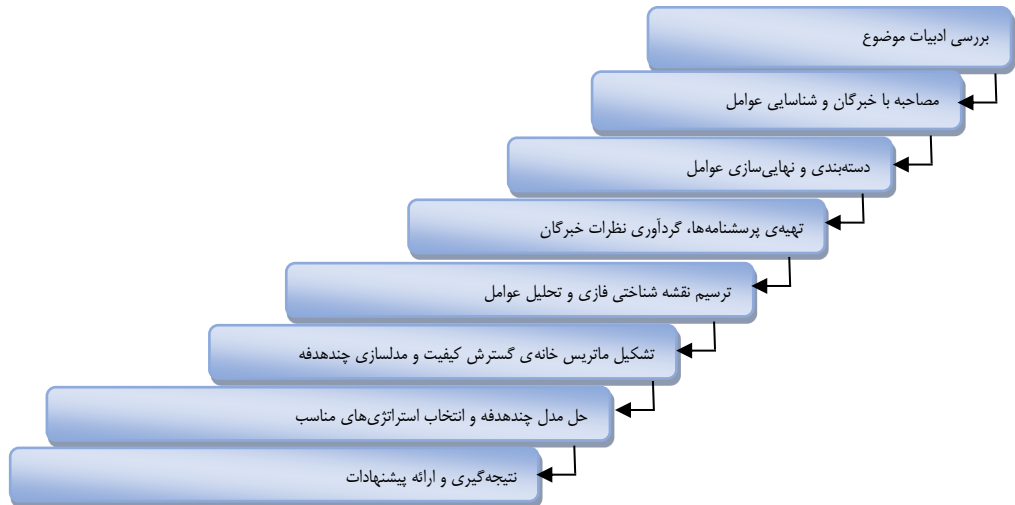 بررسی ادبیات موضوع
مصاحبه با خبرگان و شناسایی عوامل
دسته‌بندی و نهایی‌سازی عوامل
تهیه‌ی پرسشنامه‌ها، گردآوری نظرات خبرگان
ترسیم نقشه شناختی فازی و تحلیل عوامل
تشکیل ماتریس خانه‌ی گسترش کیفیت و مدلسازی چندهدفه
حل مدل چندهدفه و انتخاب استراتژی‌های مناسب
نتیجه‌گیری و ارائه پیشنهادات